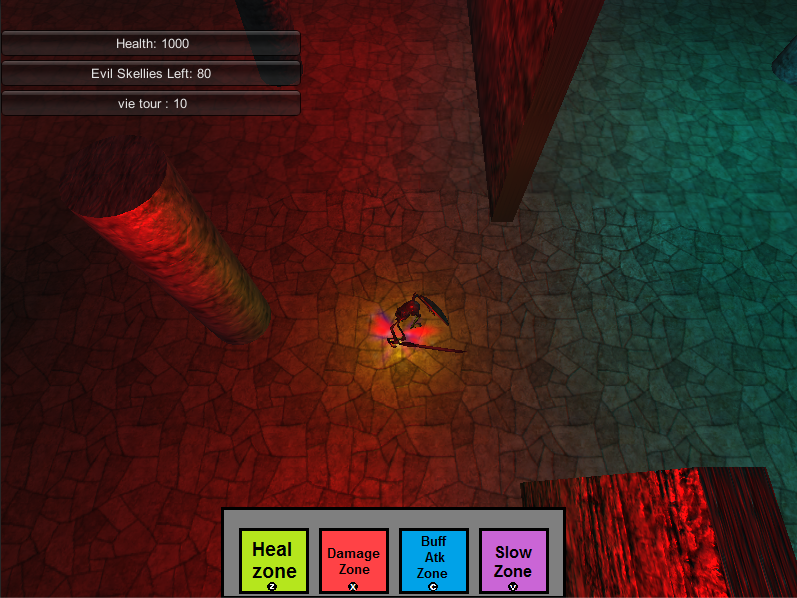 Health: 1000
Evil Skellies Left: 80
vie tour : 10
Heal
zone
Z
Damage
Zone
X
Buff
Atk
Zone
C
Slow
Zone
V